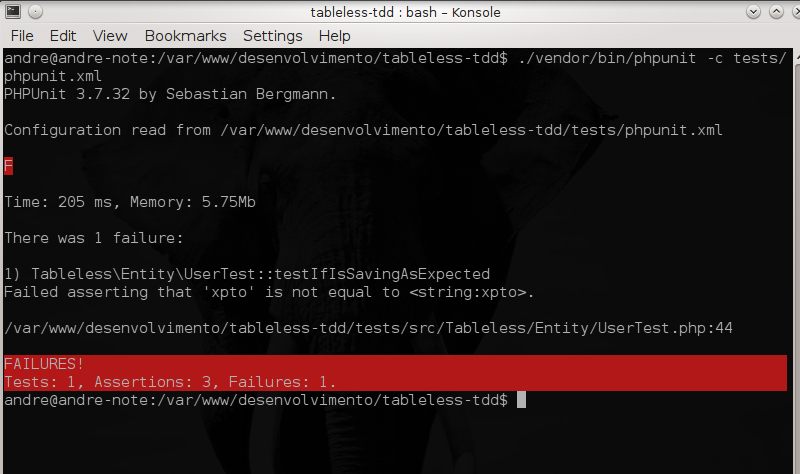 tableless-tdd : bash – Konsole
File Edit View Bookmarks Settings Help
andre@andre-note:/var/www/desenvolvimento/tableless-tdd$ ./vendor/bin/phpunit -c tests/
phpunit.xml
PHPUnit 3.7.32 by Sebastian Bergmann.
Configuration read from /var/www/desenvolvimento/tableless-tdd/tests/phpunit.xml
F
Time: 205 ms, Memory: 5.75Mb
There was 1 failure:
1) Tableless\Entity\UserTest::testIfIsSavingAsExpected
Failed asserting that 'xpto' is not equal to <string:xpto>.
/var/www/desenvolvimento/tableless-tdd/tests/src/Tableless/Entity/UserTest.php:44
FAILURES!
Tests: 1, Assertions: 3, Failures: 1.
andre@andre-note:/var/www/desenvolvimento/tableless-tdd$